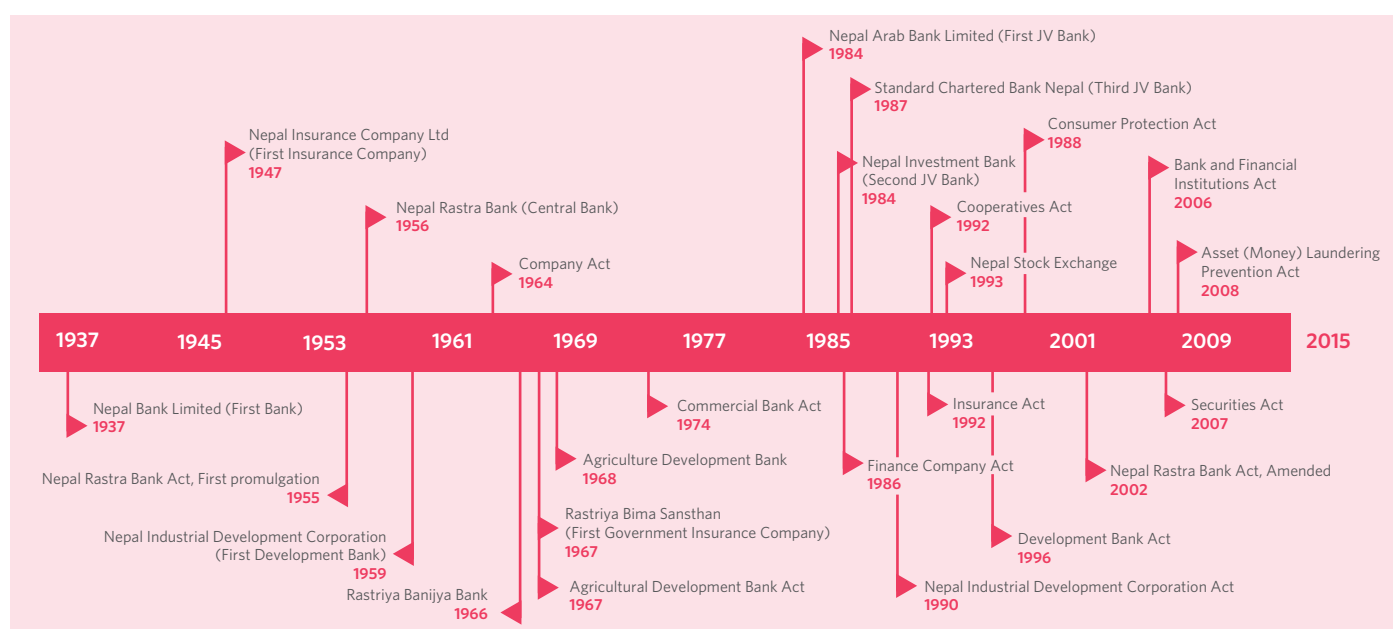 Nepal Arab Bank Limited (First JV Bank)
1984
Standard Chartered Bank Nepal (Third JV Bank)
1987
Nepal Insurance Company Ltd
(First Insurance Company)
1947
Consumer Protection Act
1988
Nepal Investment Bank
(Second JV Bank)
1984
Bank and Financial
Institutions Act
2006
Nepal Rastra Bank (Central Bank)
1956
Cooperatives Act
1992
Company Act
1964
Nepal Stock Exchange
1993
Asset (Money) Laundering
Prevention Act
2008
1937 1945 1953 1961 1969 1977 1985 1993 2001 2009 2015
Nepal Bank Limited (First Bank)
1937
Commercial Bank Act
1974
Insurance Act
1992
Securities Act
2007
Nepal Rastra Bank Act, First promulgation
1955
Agriculture Development Bank
1968
Finance Company Act
1986
Nepal Rastra Bank Act, Amended
2002
Nepal Industrial Development Corporation
(First Development Bank)
1959
Rastriya Bima Sansthan
(First Government Insurance Company)
1967
Development Bank Act
1996
Rastriya Banijya Bank
1966
Agricultural Development Bank Act
1967
Nepal Industrial Development Corporation Act
1990